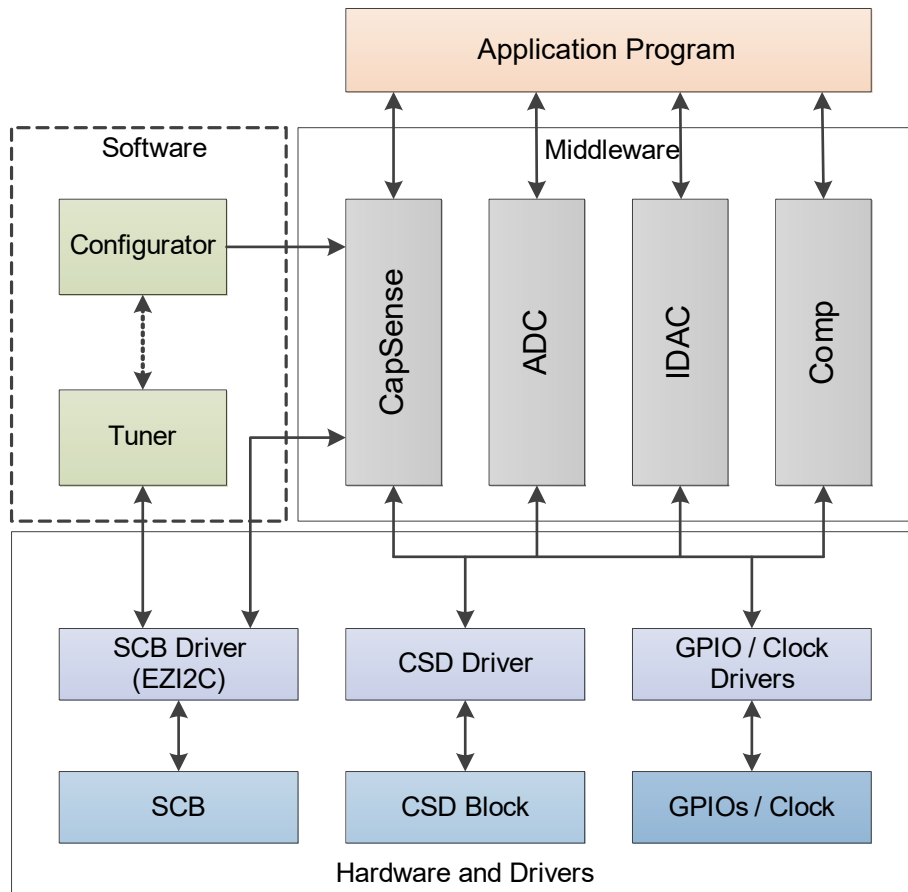 Application Program
Software
Middleware
Configurator
Tuner
CapSense
ADC
IDAC
Comp
SCB Driver
(EZI2C)
CSD Driver
GPIO / Clock
Drivers
SCB
CSD Block
GPIOs / Clock
Hardware and Drivers